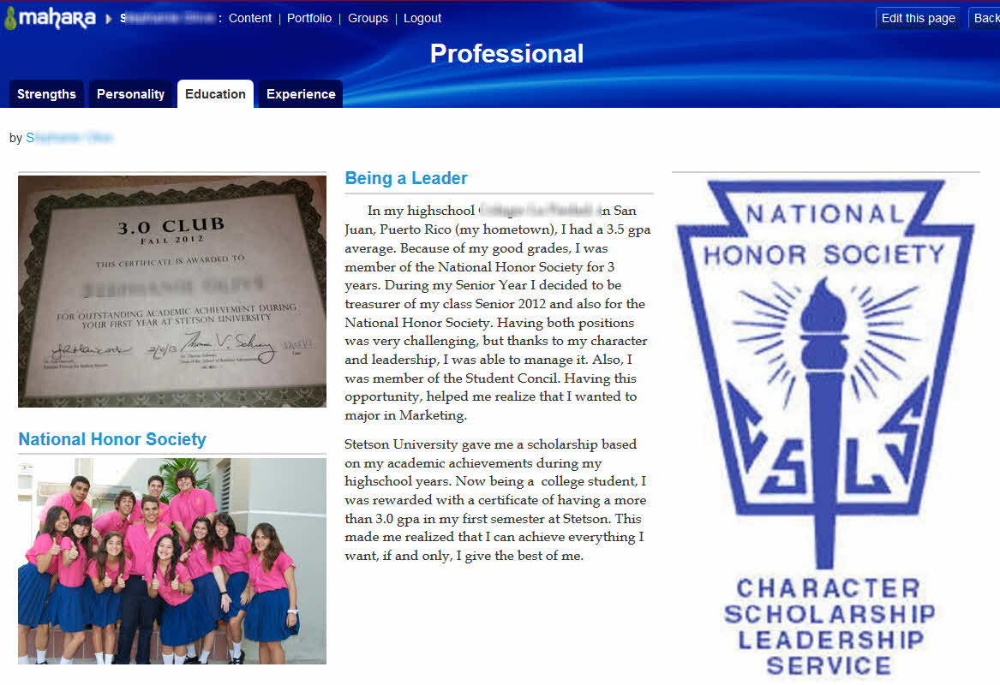 mahara
Content | Portfolio | Groups | Logout
Edit this page
Back
Professional
Strengths
Personality
Education
Experience
by
3.0 CLUB
FALL 2012
THIS CERTIFICATE IS AWARDED TO
FOR OUTSTANDING ACADEMIC ACHIEVEMENT DURING
YOUR FIRST YEAR AT STETSON UNIVERSITY
National Honor Society
Being a Leader
In my highschool in San
Juan, Puerto Rico (my hometown), I had a 3.5 gpa
average. Because of my good grades, I was
member of the National Honor Society for 3
years. During my Senior Year I decided to be
treasurer of my class Senior 2012 and also for the
National Honor Society. Having both positions
was very challenging, but thanks to my character
and leadership, I was able to manage it. Also, I
was member of the Student Concil. Having this
opportunity, helped me realize that I wanted to
major in Marketing.
Stetson University gave me a scholarship based
on my academic achievements during my
highschool years. Now being a college student, I
was rewarded with a certificate of having a more
than 3.0 gpa in my first semester at Stetson. This
made me realized that I can achieve everything I
want, if and only, I give the best of me.
NATIONAL
HONOR SOCIETY
C S L S
CHARACTER
SCHOLARSHIP
LEADERSHIP
SERVICE